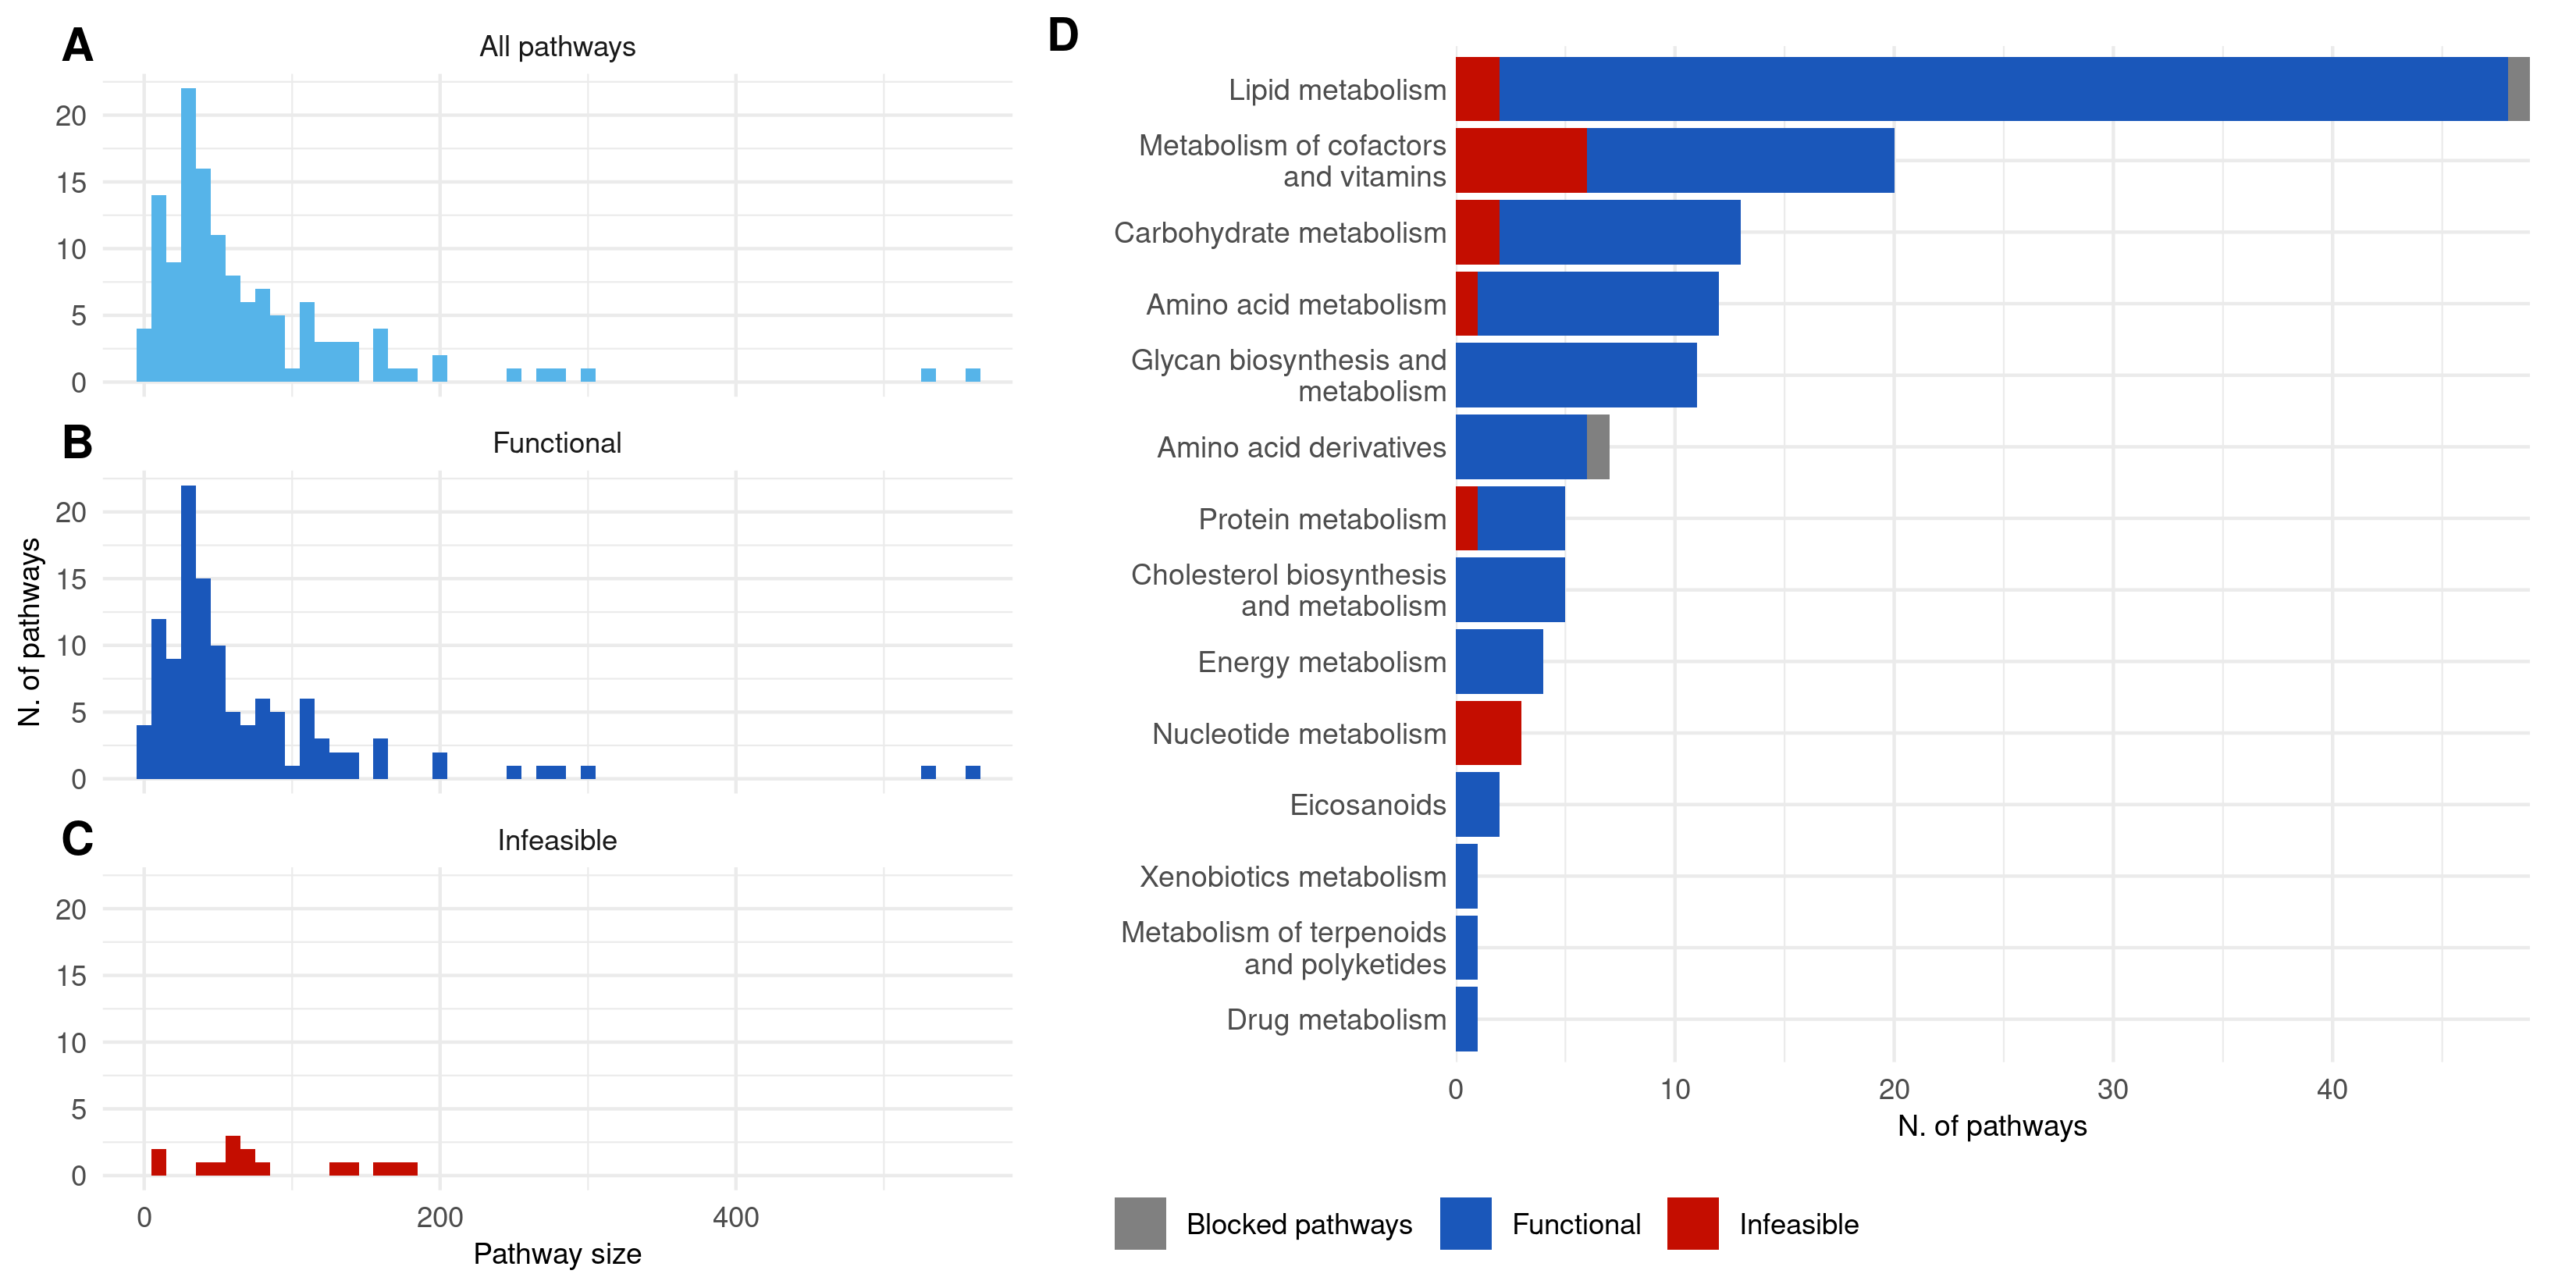 A
All pathways
20
15
10
5
0
B
Functional
20
15
10
5
0
C
Infeasible
20
15
10
5
0
0 200 400
Pathway size
N. of pathways
D
Lipid metabolism
Metabolism of cofactors
and vitamins
Carbohydrate metabolism
Amino acid metabolism
Glycan biosynthesis and
metabolism
Amino acid derivatives
Protein metabolism
Cholesterol biosynthesis
and metabolism
Energy metabolism
Nucleotide metabolism
Eicosanoids
Xenobiotics metabolism
Metabolism of terpenoids
and polyketides
Drug metabolism
0 10 20 30 40
N. of pathways
Blocked pathways Functional Infeasible